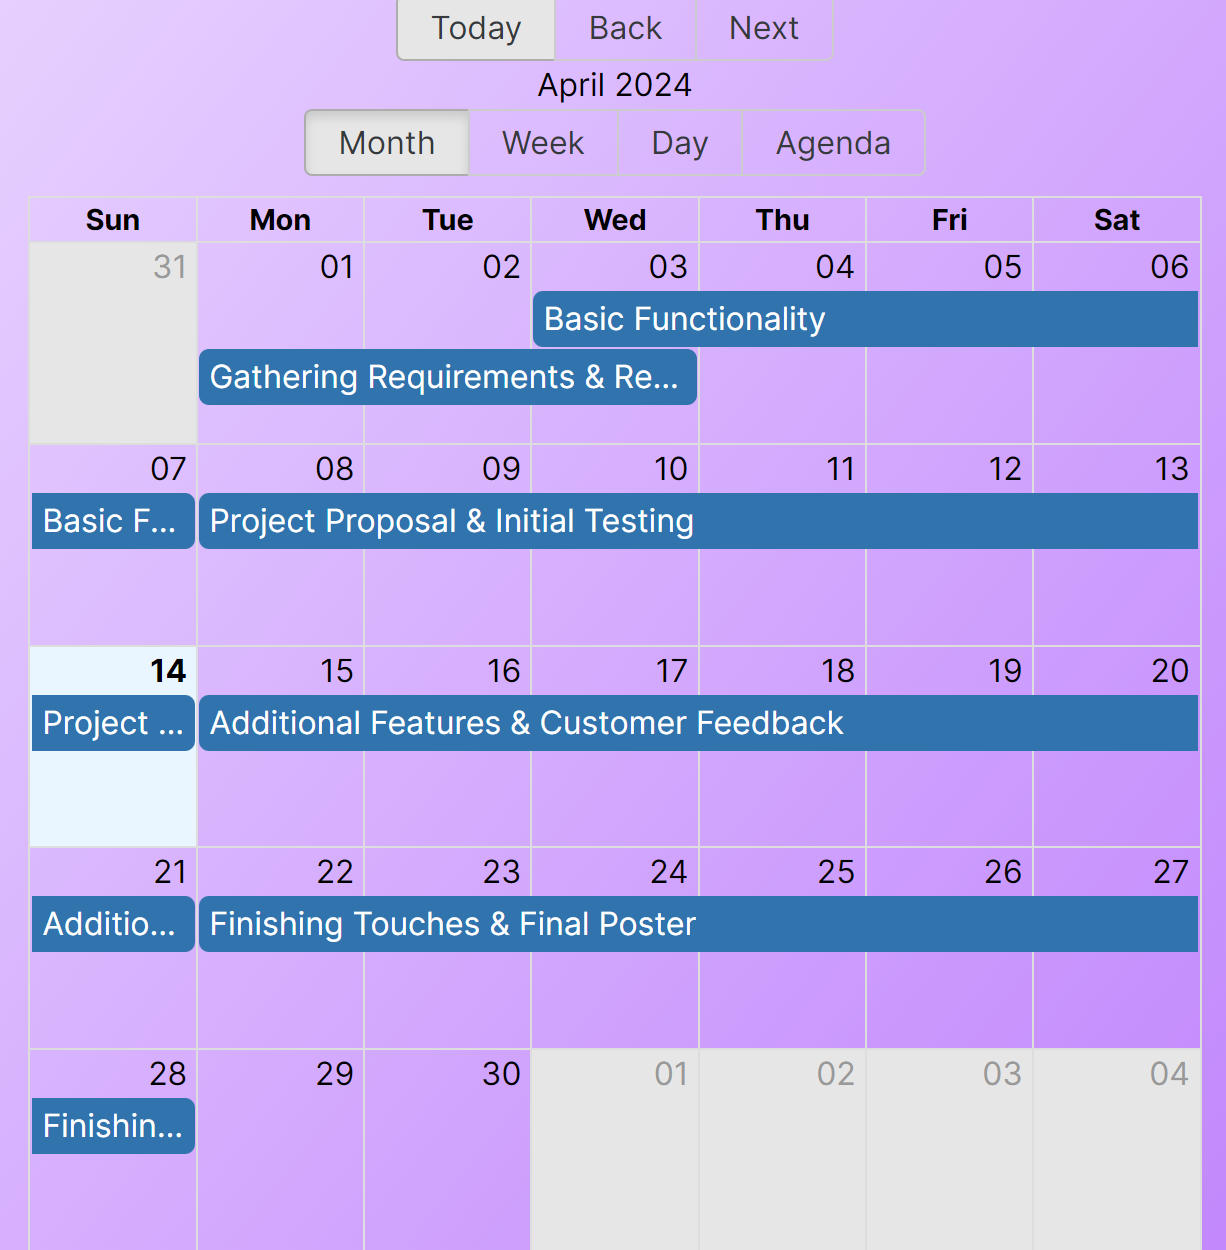 Today Back Next
April 2024
Month Week Day Agenda
Sun Mon Tue Wed Thu Fri Sat
31 01 02 03 04 05 06
Basic Functionality
Gathering Requirements & Re...
07 08 09 10 11 12 13
Basic F... Project Proposal & Initial Testing
14 15 16 17 18 19 20
Project ... Additional Features & Customer Feedback
21 22 23 24 25 26 27
Additio... Finishing Touches & Final Poster
28 29 30 01 02 03 04
Finishin...